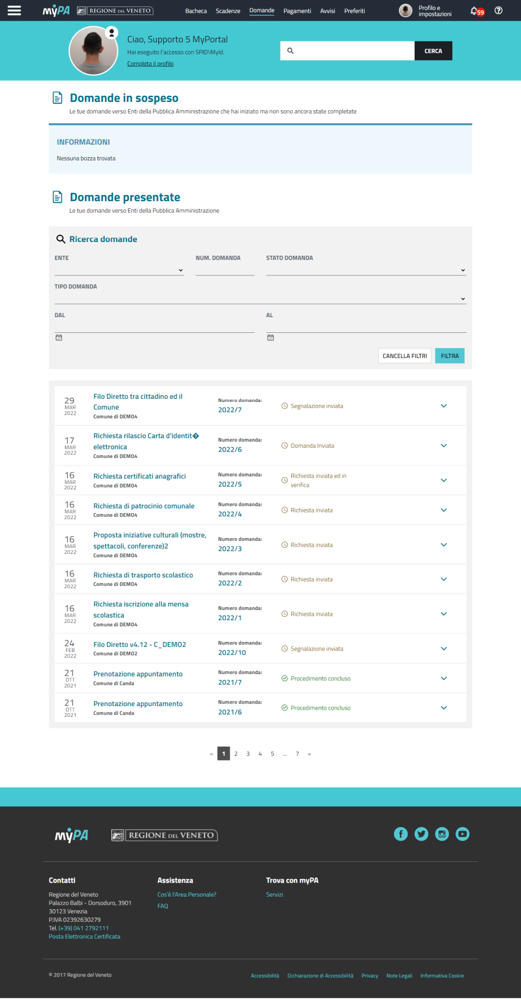 myPA REGIONE DEL VENETO Bacheca Scadenze Domande Pagamenti Avvisi Preferiti Profilo e impostazioni 59
Ciao, Supporto 5 MyPortal
Hai eseguito l'accesso con SPID\MyId.
Completa il profilo
CERCA
Domande in sospeso
Le tue domande verso Enti della Pubblica Amministrazione che hai iniziato ma non sono ancora state completate
INFORMAZIONI
Nessuna bozza trovata
Domande presentate
Le tue domande verso Enti della Pubblica Amministrazione
Ricerca domande
ENTE NUM. DOMANDA STATO DOMANDA
TIPO DOMANDA
DAL AL
CANCELLA FILTRI FILTRA
29 MAR 2022
Filo Diretto tra cittadino ed il
Comune
Comune di DEMO4
Numero domanda:
2022/7
Segnalazione inviata
17 MAR 2022
Richiesta rilascio Carta d'identit�
elettronica
Comune di DEMO4
Numero domanda:
2022/6
Domanda Inviata
16 MAR 2022
Richiesta certificati anagrafici
Comune di DEMO4
Numero domanda:
2022/5
Richiesta inviata ed in
verifica
16 MAR 2022
Richiesta di patrocinio comunale
Comune di DEMO4
Numero domanda:
2022/4
Richiesta inviata
16 MAR 2022
Proposta iniziative culturali (mostre,
spettacoli, conferenze)2
Comune di DEMO4
Numero domanda:
2022/3
Richiesta inviata
16 MAR 2022
Richiesta di trasporto scolastico
Comune di DEMO4
Numero domanda:
2022/2
Richiesta inviata
16 MAR 2022
Richiesta iscrizione alla mensa
scolastica
Comune di DEMO4
Numero domanda:
2022/1
Richiesta inviata
24 FEB 2022
Filo Diretto v4.12 - C_DEMO2
Comune di DEMO2
Numero domanda:
2022/10
Segnalazione inviata
21 OTT 2021
Prenotazione appuntamento
Comune di Canda
Numero domanda:
2021/7
Procedimento concluso
21 OTT 2021
Prenotazione appuntamento
Comune di Canda
Numero domanda:
2021/6
Procedimento concluso
« 1 2 3 4 5 ... 7 »
myPA REGIONE DEL VENETO
Contatti
Regione del Veneto
Palazzo Balbi - Dorsoduro, 3901
30123 Venezia
P.IVA 02392630279
Tel. (+39) 041 2792111
Posta Elettronica Certificata
Assistenza
Cos'è l'Area Personale?
FAQ
Trova con myPA
Servizi
© 2017 Regione del Veneto Accessibilità Dichiarazione di Accessibilità Privacy Note Legali Informativa Cookie